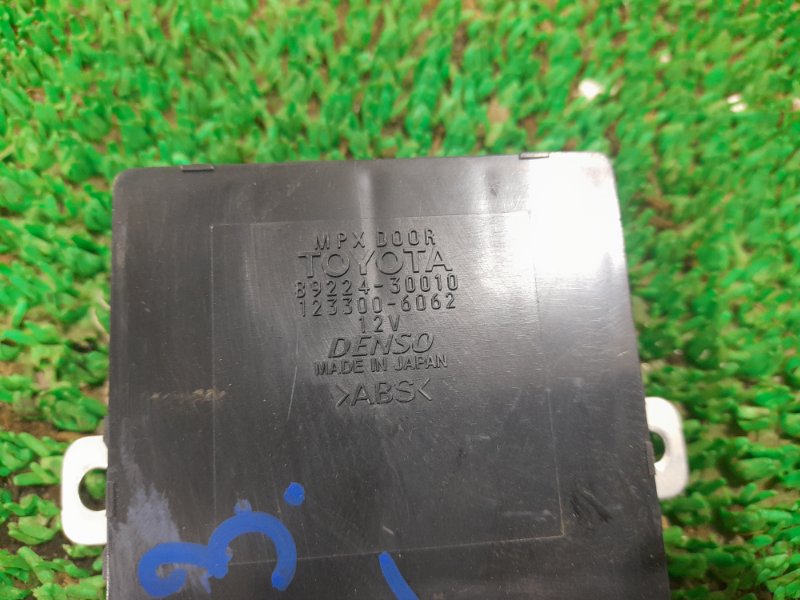 MPX DOOR
TOYOTA
89224-30010
123300-6062
12V
DENSO
MADE IN JAPAN
>ABS<